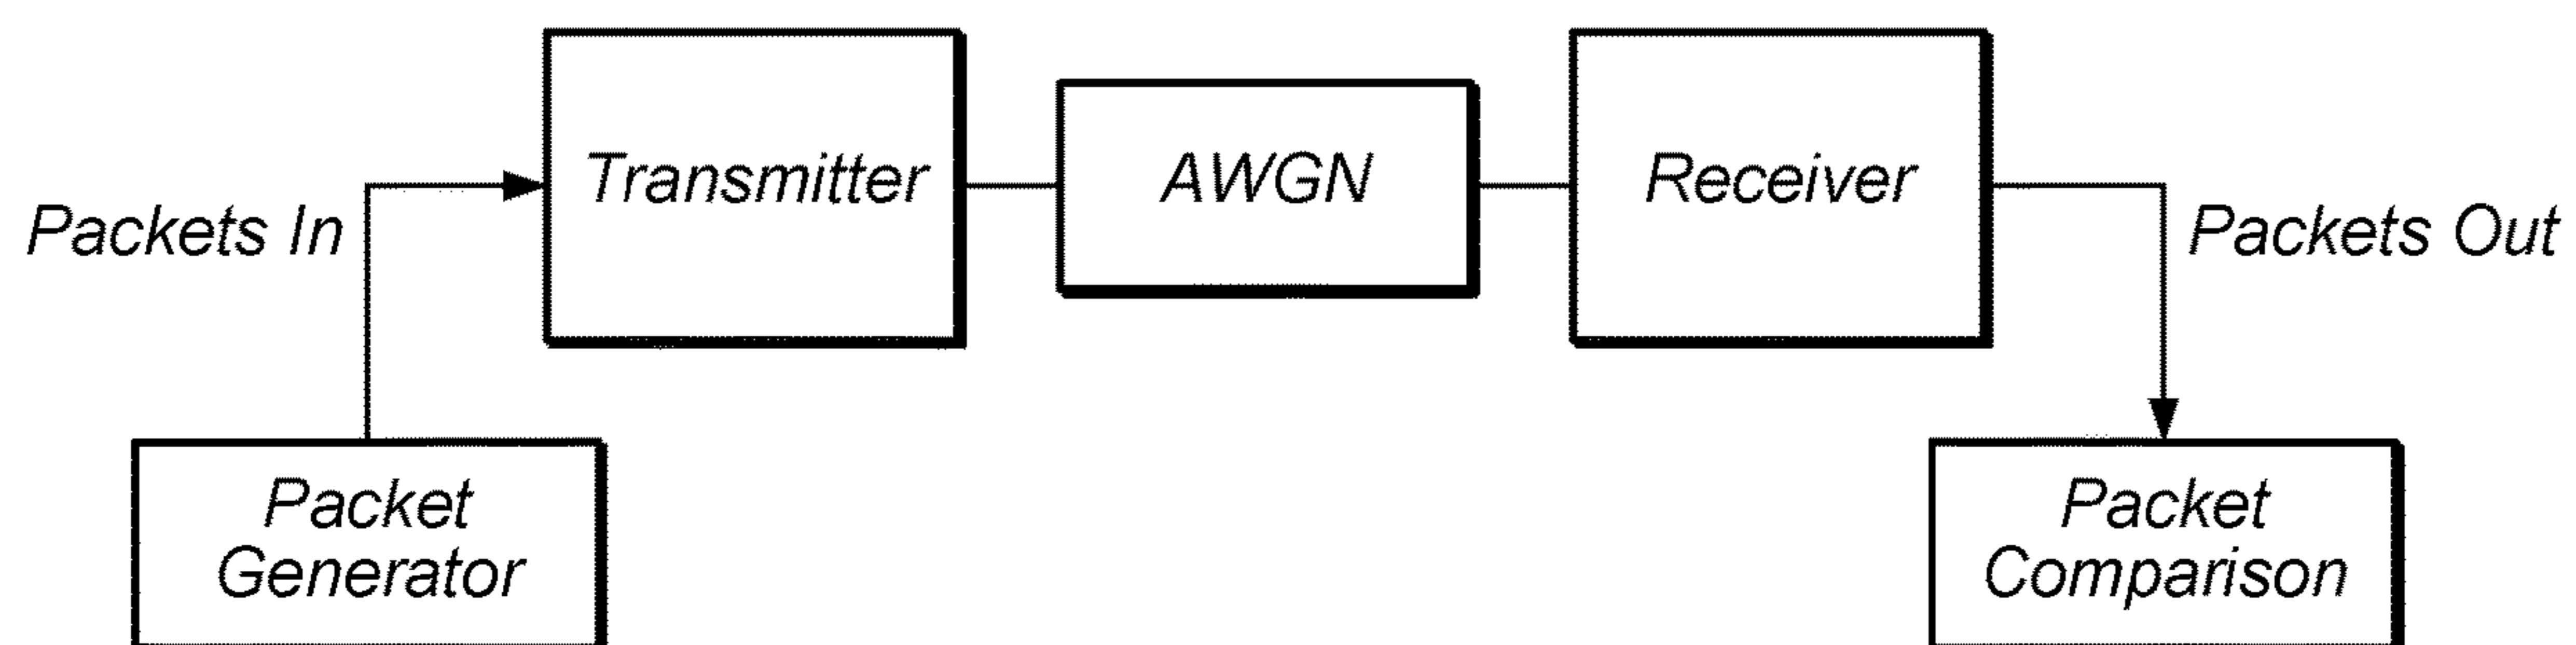 Transmitter
AWGN
Receiver
Packets In
Packets Out
Packet
Generator
Packet
Comparison